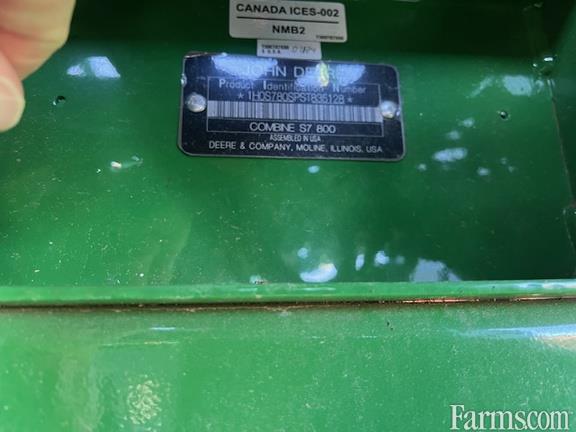 CANADA ICES-002
NMB2
JOHN DEERE
Product Identification Number
*1H0S780SPST835128*
COMBINE S7 800
ASSEMBLED IN USA
DEERE & COMPANY, MOLINE, ILLINOIS, USA
Farms.com